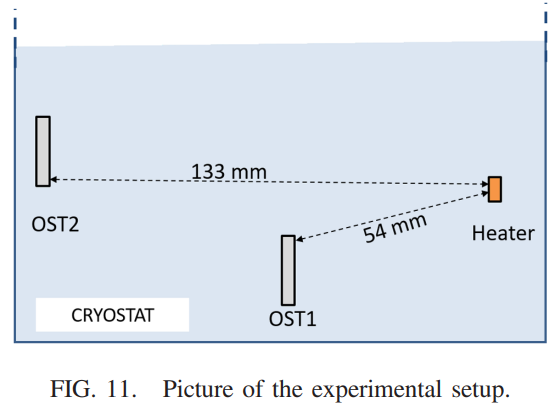 133 mm
OST2
54 mm
Heater
CRYOSTAT
OST1
FIG. 11. Picture of the experimental setup.